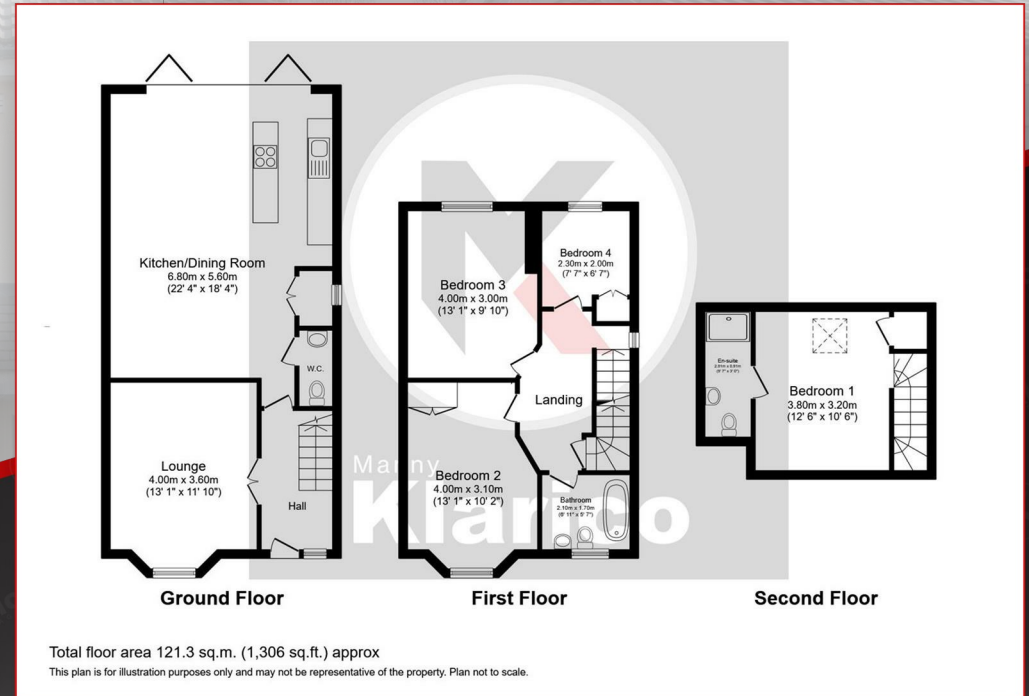 Kitchen/Dining Room
6.80m x 5.60m
(22' 4" x 18' 4")
W.C.
Lounge
4.00m x 3.60m
(13' 1" x 11' 10")
Hall
Ground Floor
Bedroom 3
4.00m x 3.00m
(13' 1" x 9' 10")
Bedroom 4
2.30m x 2.00m
(7' 7" x 6' 7")
Landing
Bedroom 2
4.00m x 3.10m
(13' 1" x 10' 2")
Bathroom
2.10m x 1.70m
(6' 11" x 5' 7")
First Floor
En-suite
Bedroom 1
3.80m x 3.20m
(12' 6" x 10' 6")
Second Floor
Manny
Klarico
Total floor area 121.3 sq.m. (1,306 sq.ft.) approx
This plan is for illustration purposes only and may not be representative of the property. Plan not to scale.